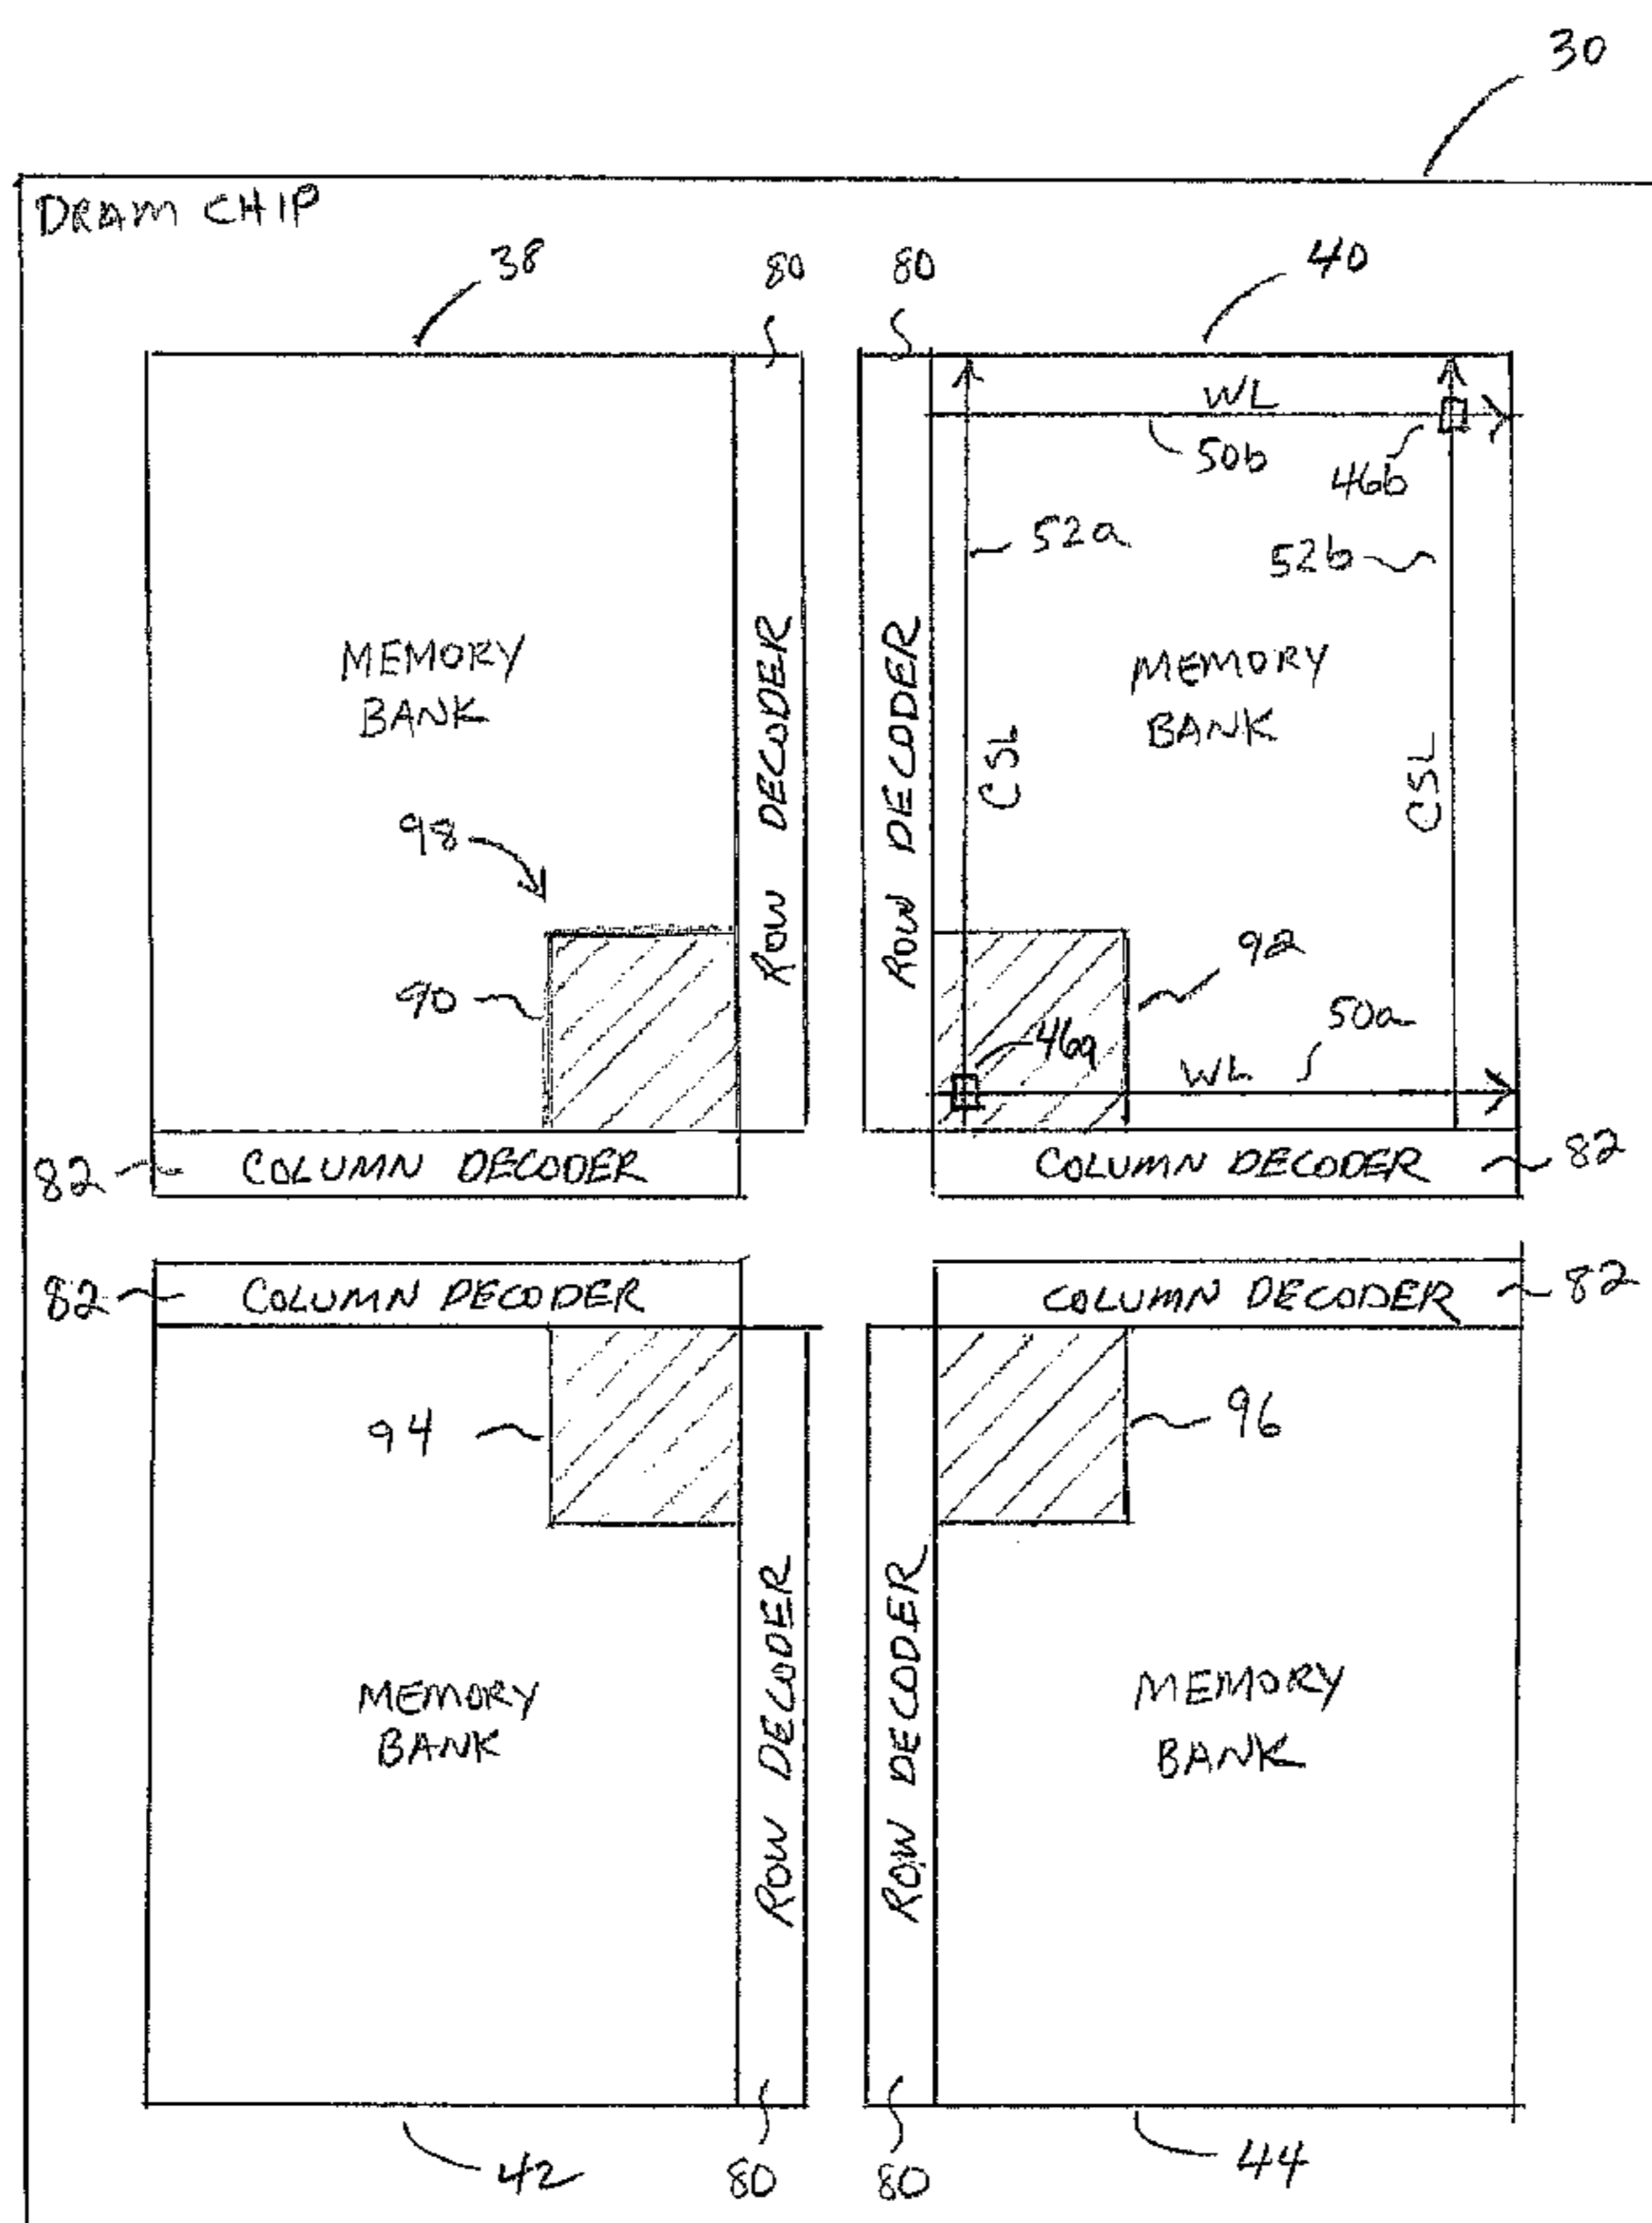 30
DRAM CHIP
38
80
80
40
WL
50b
46b
52a
52b
MEMORY
BANK
ROW DECODER
ROW DECODER
CSL
MEMORY
BANK
CSL
98
90
92
46a
50a
WL
82
COLUMN DECODER
COLUMN DECODER
82
82
COLUMN DECODER
COLUMN DECODER
82
94
96
MEMORY
BANK
ROW DECODER
ROW DECODER
MEMORY
BANK
42
80
80
44